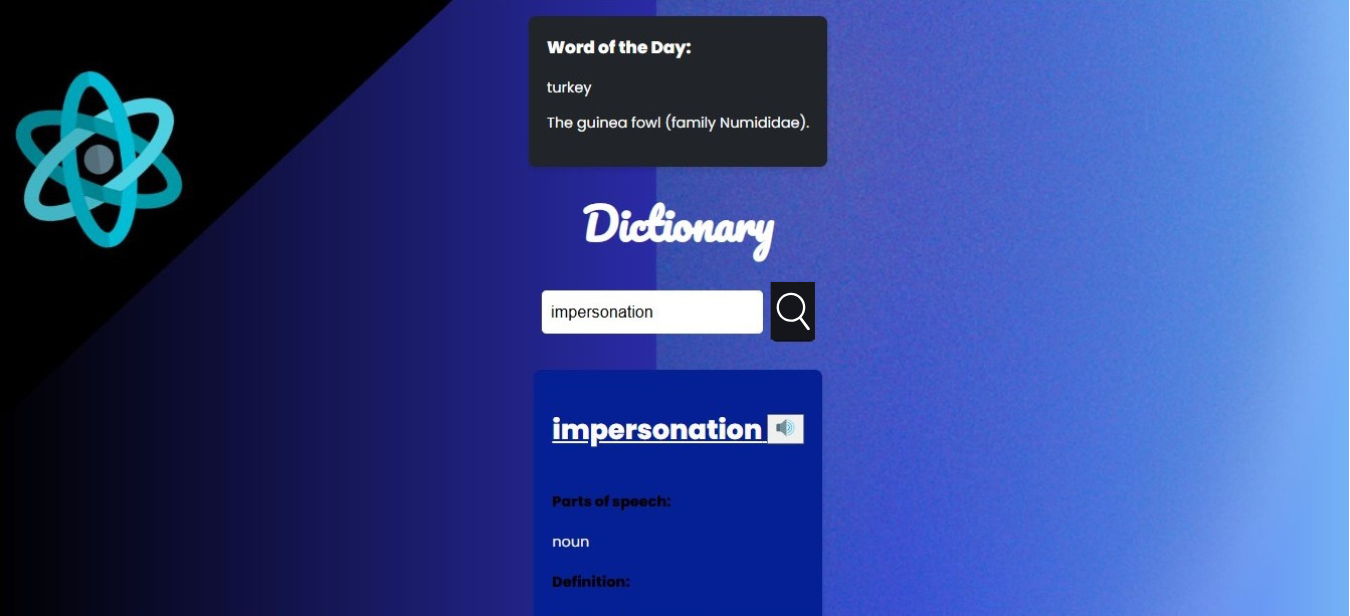 Word of the Day:
turkey
The guinea fowl (family Numididae).
Dictionary
impersonation
impersonation
Parts of speech:
noun
Definition: